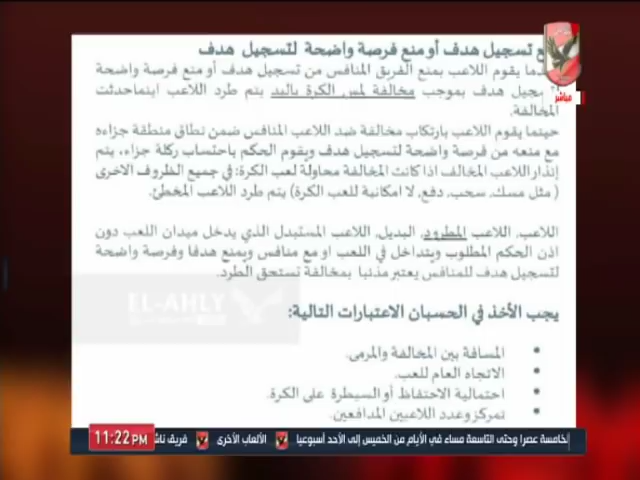 ع تسجيل هدف أو منع فرصة واضحة لتسجيل هدف
دما يقوم اللاعب بمنع الفريق المنافس من تسجيل هدف أو منع فرصة واضحة
جيل هدف بموجب مخالفة لمس الكرة باليد يتم طرد اللاعب اينماحدثت
المخالفة.
حيتما يقوم اللاعب بارتكاب مخالفة ضد اللاعب المنافس ضمن نطاق منطقة جزاءه
مع منعه من فرصة واضحة لتسجيل هدف ويقوم الحكم باحتساب ركلة جزاء، يتم
إنذار اللاعب المخالف اذا كانت المخالفة محاولة لعب الكرة: في جميع الظروف الاخرى
( مثل مسك، سحب، دفع، لا امكانية للعب الكرة) يتم طرد اللاعب المخطئ.
اللاعب، اللاعب المطرود، البديل، اللاعب المستبدل الذي يدخل ميدان اللعب دون
اذن الحكم المطلوب ويتداخل في اللعب او مع منافس ويمنع هدفا وفرصة واضحة
لتسجيل هدف للمنافس يعتبر مذنبا بمخالفة تستحق الطرد.
EL-AHLY
يجب الأخذ في الحسبان الاعتبارات التالية:
• المسافة بين المخالفة والمرمى.
• الاتجاه العام للعب.
• احتمالية الاحتفاظ أو السيطرة على الكرة.
• تمركز وعدد اللاعبين المدافعين.
مباشر
11:22 PM
الخامسة عصرا وحتى التاسعة مساء في الأيام من الخميس إلى الأحد أسبوعيا الألعاب الأخرى فريق ناش